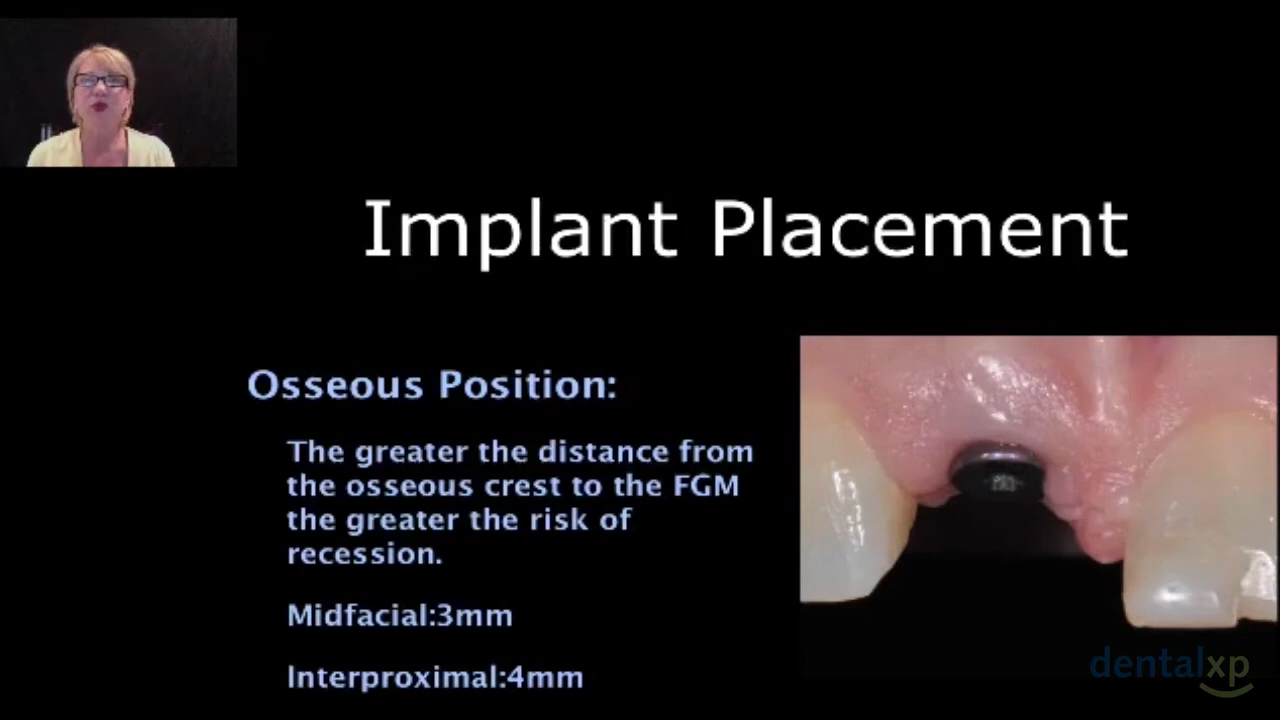 Implant Placement
Osseous Position:
The greater the distance from
the osseous crest to the FGM
the greater the risk of
recession.
Midfacial:3mm
Interproximal:4mm
dentalxp